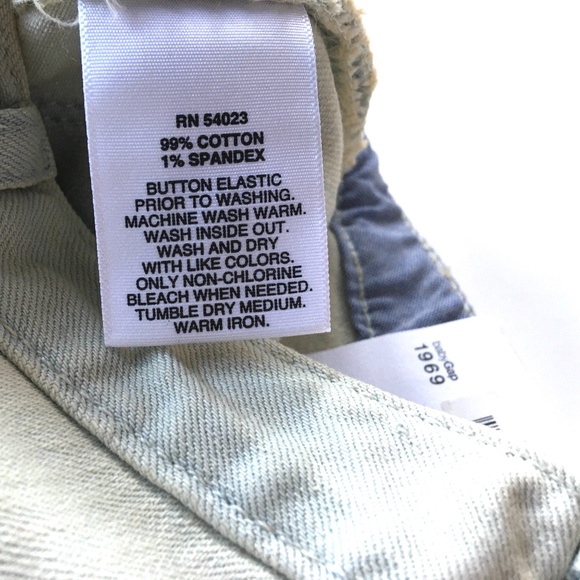 RN 54023
99% COTTON
1% SPANDEX
BUTTON ELASTIC
PRIOR TO WASHING.
MACHINE WASH WARM.
WASH INSIDE OUT.
WASH AND DRY
WITH LIKE COLORS.
ONLY NON-CHLORINE
BLEACH WHEN NEEDED.
TUMBLE DRY MEDIUM.
WARM IRON.
babyGap
1969